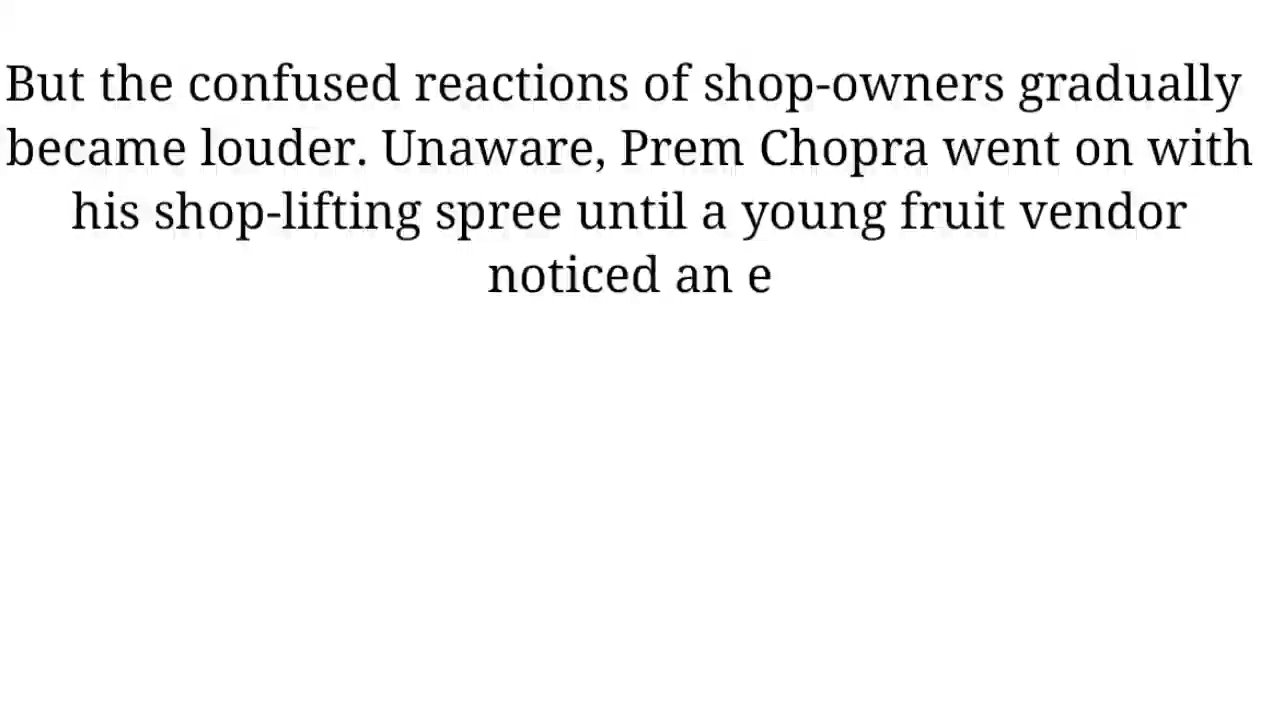 But the confused reactions of shop-owners gradually
became louder. Unaware, Prem Chopra went on with
his shop-lifting spree until a young fruit vendor
noticed an e